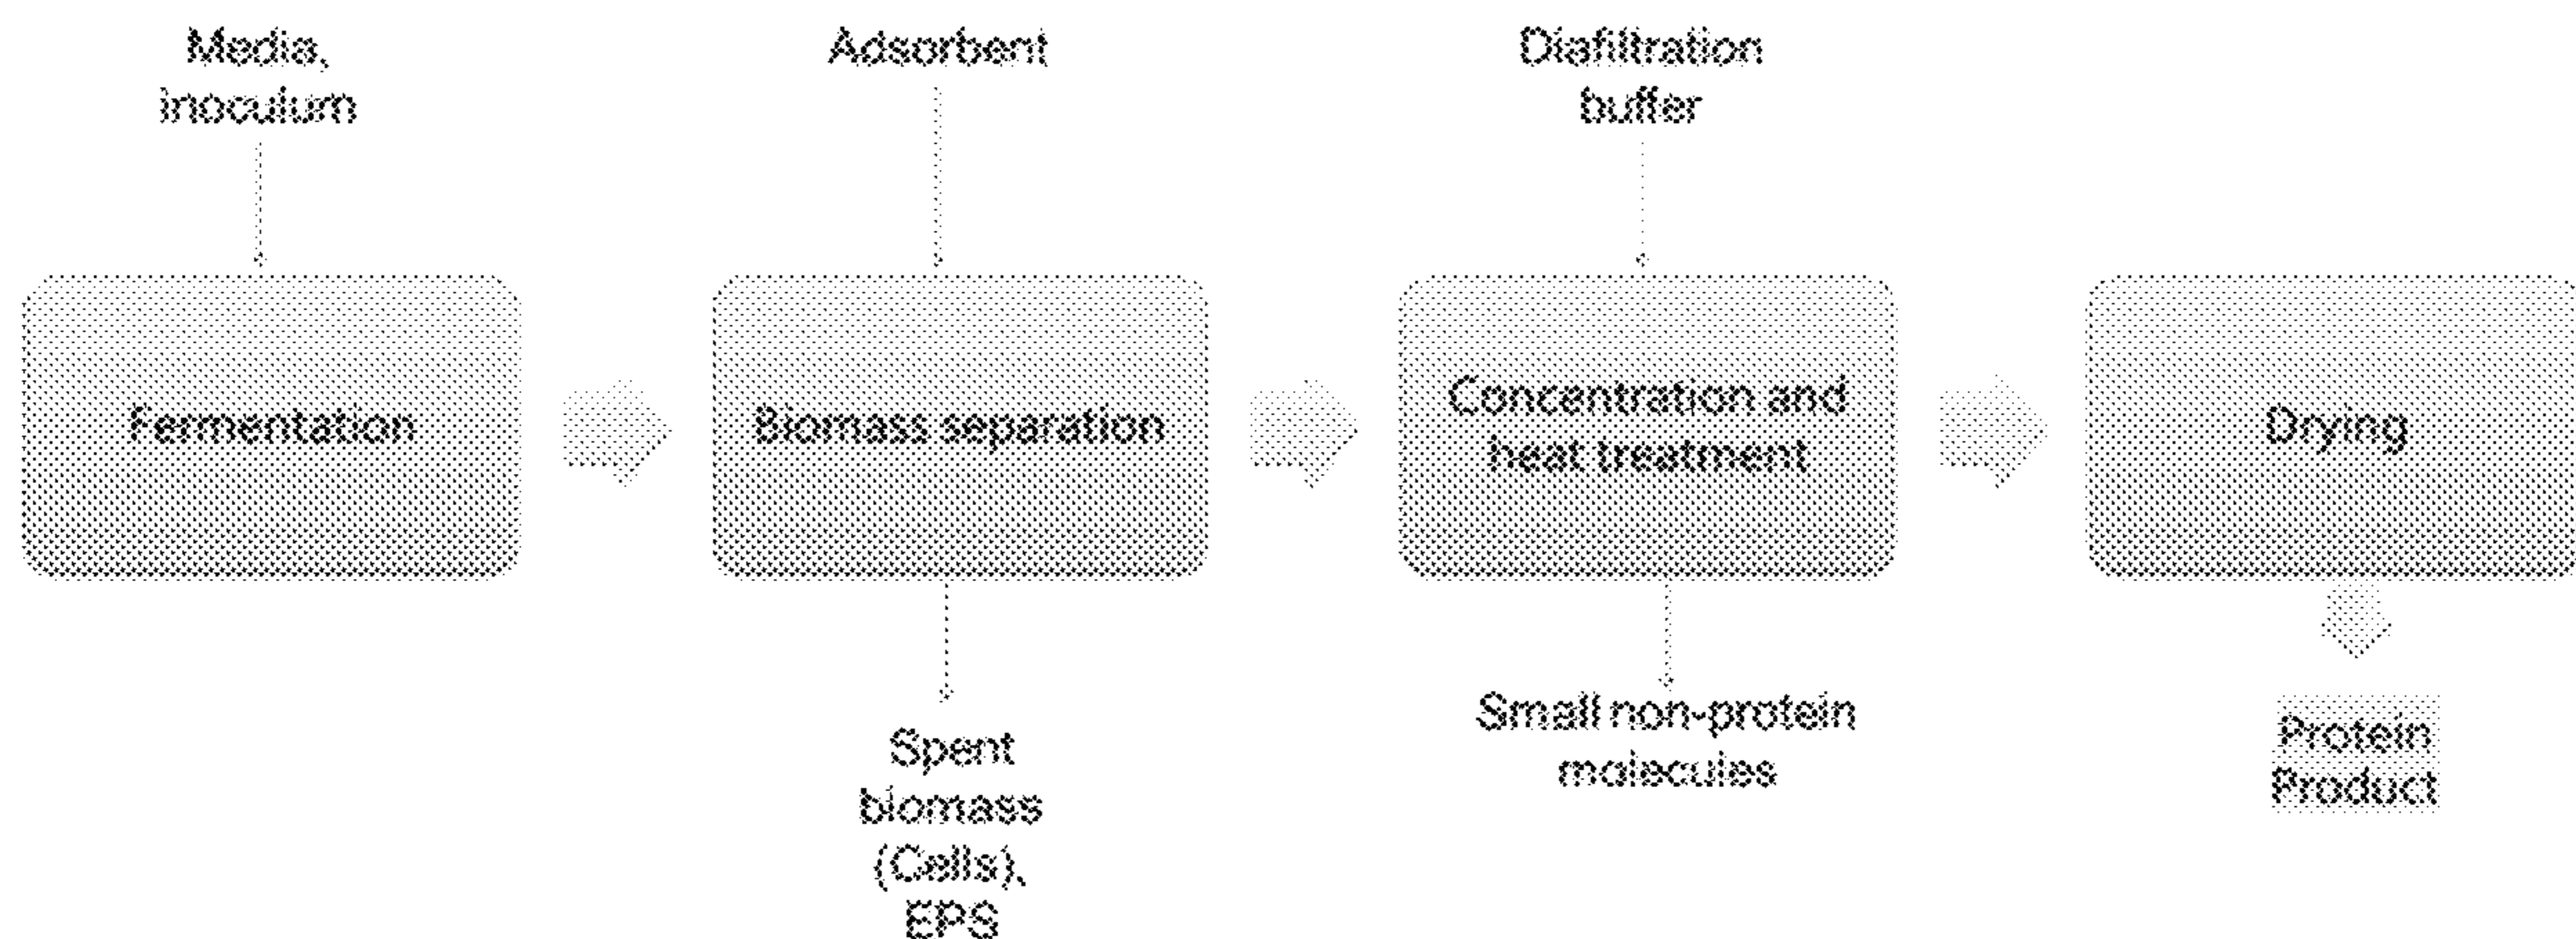 Media,
inoculum
Adsorbent
Diafiltration
buffer
Fermentation
Biomass separation
Concentration and
heat treatment
Drying
Spent
biomass
(Cells),
EPS
Small non-protein
molecules
Protein
Product